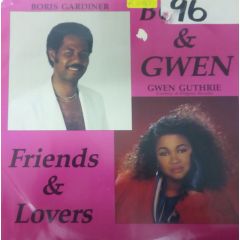 BORIS GARDINER
B
96
&
GWEN
GWEN GUTHRIE
Friends
&
Lovers